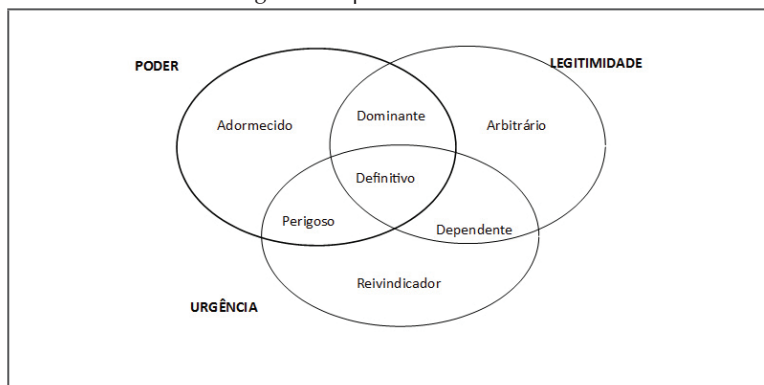 PODER
LEGITIMIDADE
Adormecido
Dominante
Arbitrário
Definitivo
Perigoso
Dependente
Reivindicador
URGÊNCIA